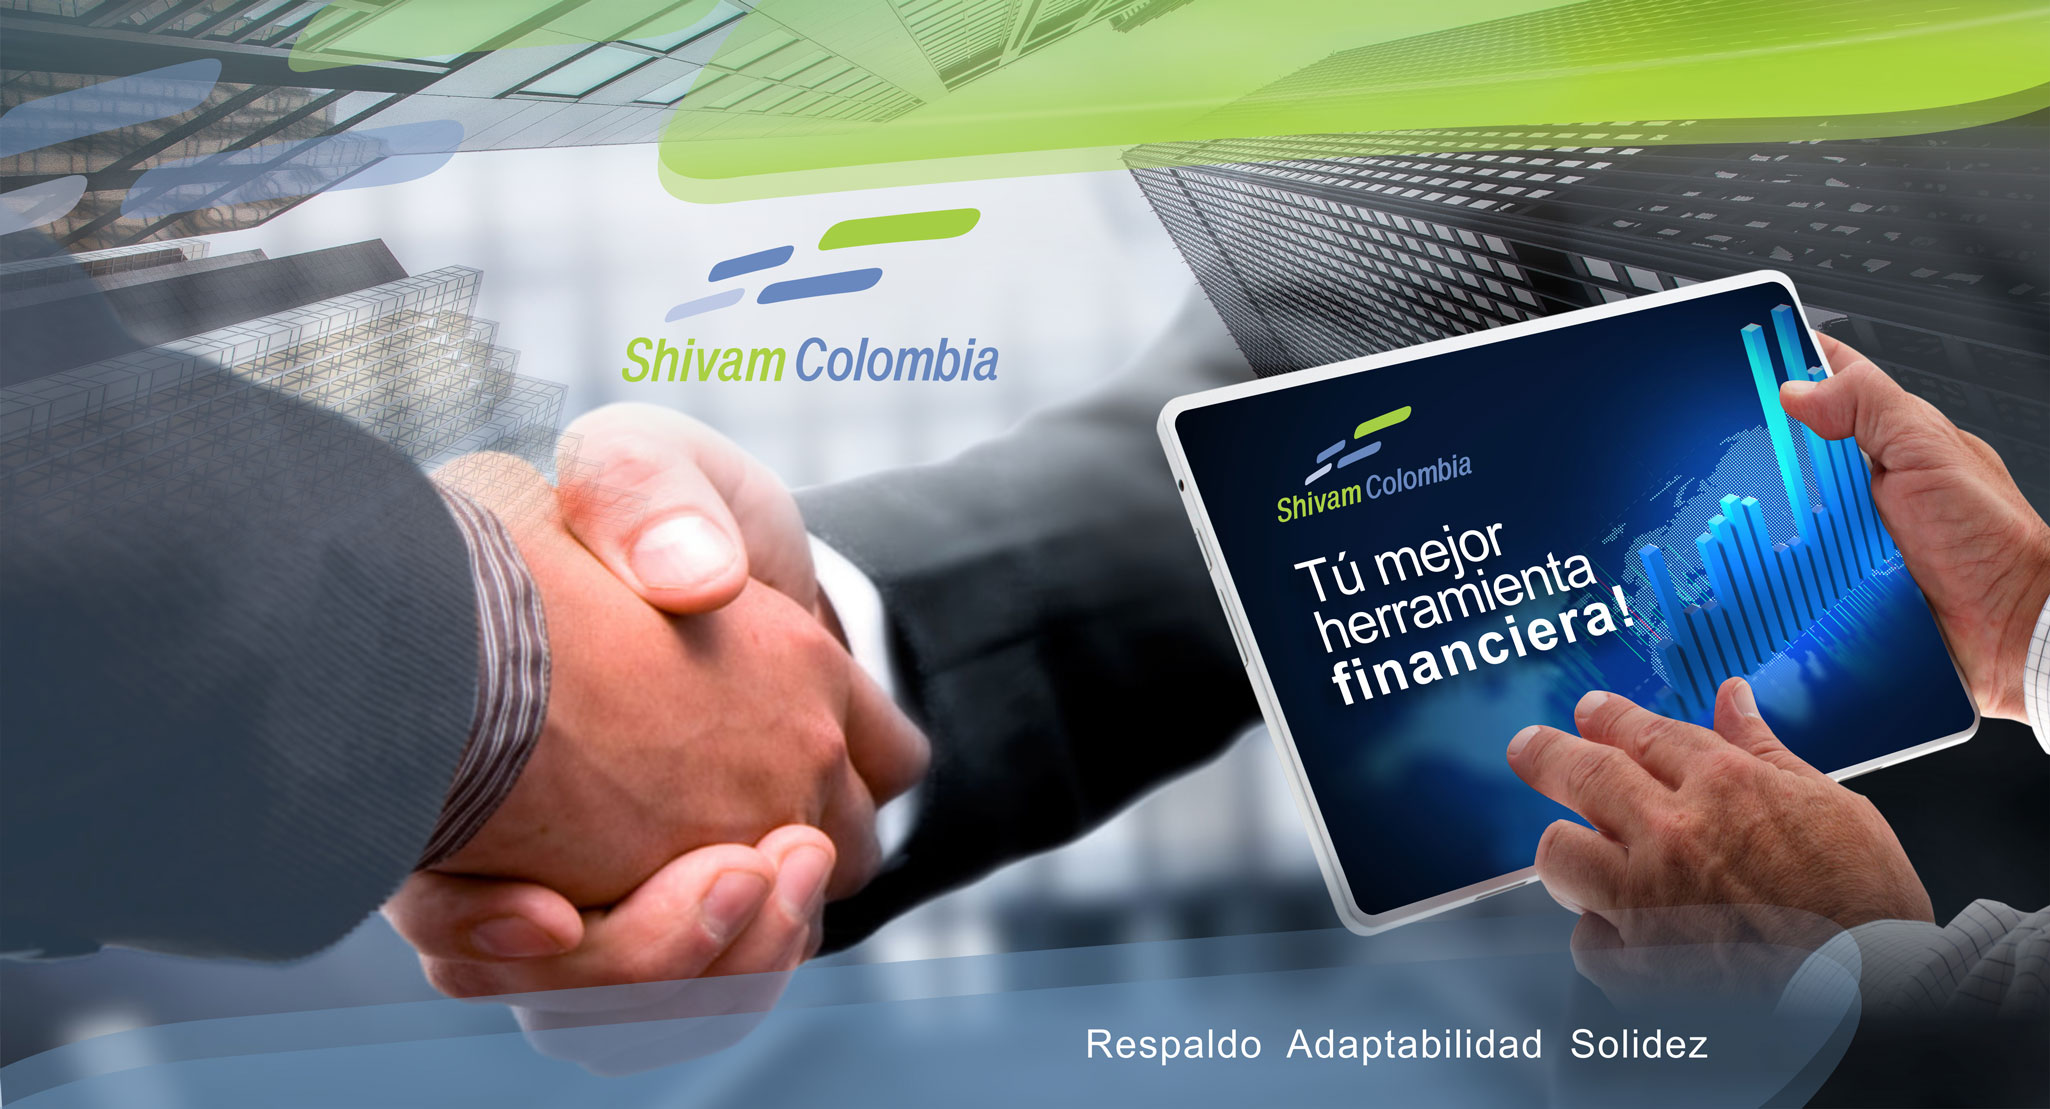 Shivam Colombia
Shivam Colombia
Tú mejor
herramienta
financiera!
Respaldo Adaptabilidad Solidez